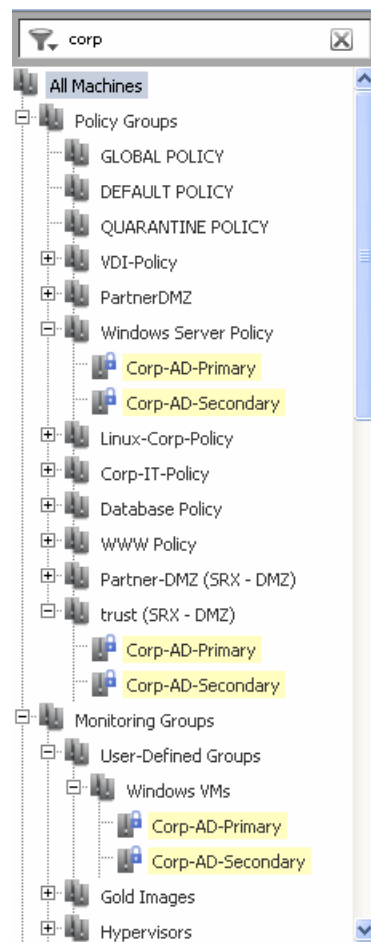 corp
All Machines
Policy Groups
GLOBAL POLICY
DEFAULT POLICY
QUARANTINE POLICY
VDI-Policy
PartnerDMZ
Windows Server Policy
Corp-AD-Primary
Corp-AD-Secondary
Linux-Corp-Policy
Corp-IT-Policy
Database Policy
WWW Policy
Partner-DMZ (SRX - DMZ)
trust (SRX - DMZ)
Corp-AD-Primary
Corp-AD-Secondary
Monitoring Groups
User-Defined Groups
Windows VMs
Corp-AD-Primary
Corp-AD-Secondary
Gold Images
Hypervisors